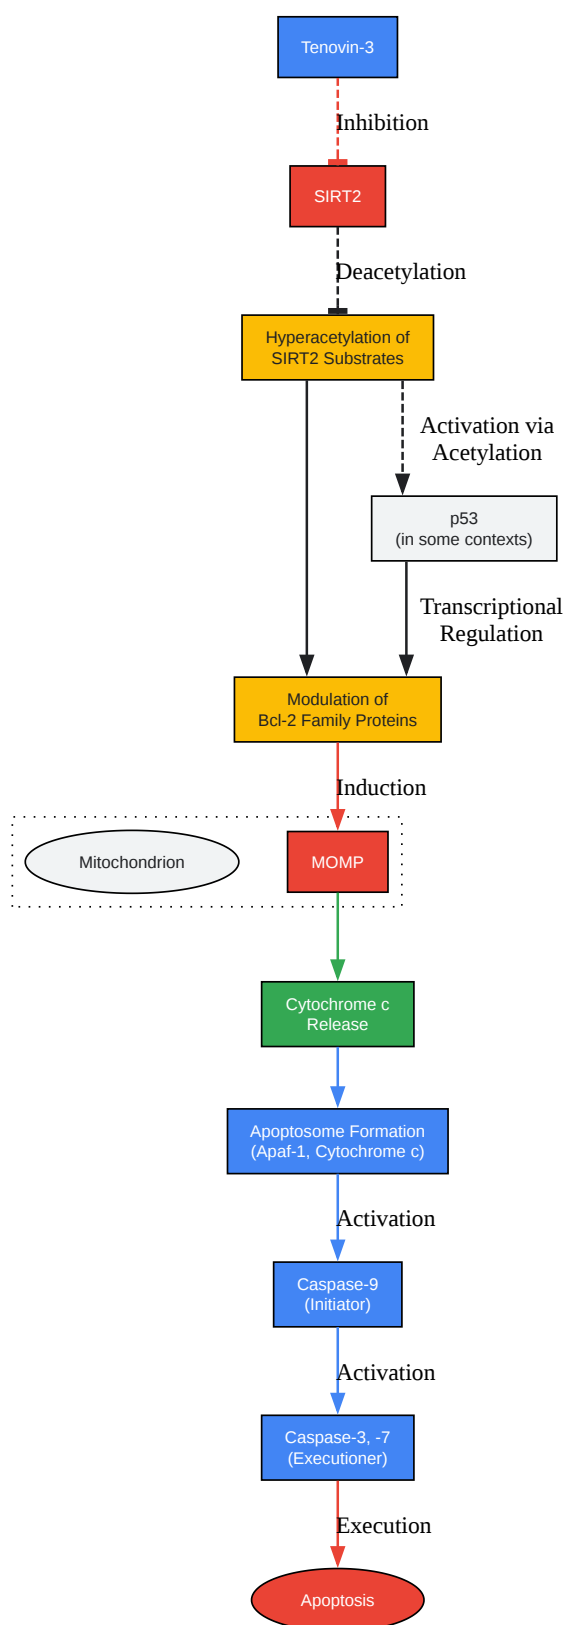 Tenovin-3
Inhibition
SIRT2
Deacetylation
Hyperacetylation of
SIRT2 Substrates
Activation via
Acetylation
p53
(in some contexts)
Transcriptional
Regulation
Modulation of
Bcl-2 Family Proteins
Induction
Mitochondrion
MOMP
Cytochrome c
Release
Apoptosome Formation
(Apaf-1, Cytochrome c)
Activation
Caspase-9
(Initiator)
Activation
Caspase-3, -7
(Executioner)
Execution
Apoptosis